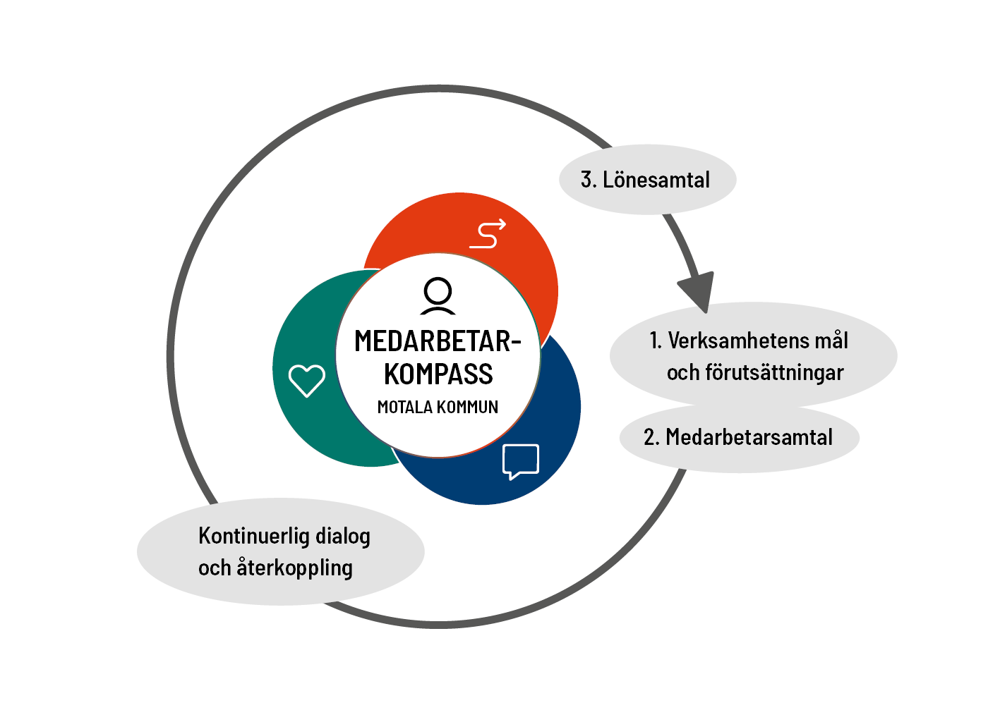 3. Lönesamtal
MEDARBETAR-
KOMPASS
MOTALA KOMMUN
1. Verksamhetens mål
och förutsättningar
2. Medarbetarsamtal
Kontinuerlig dialog
och återkoppling